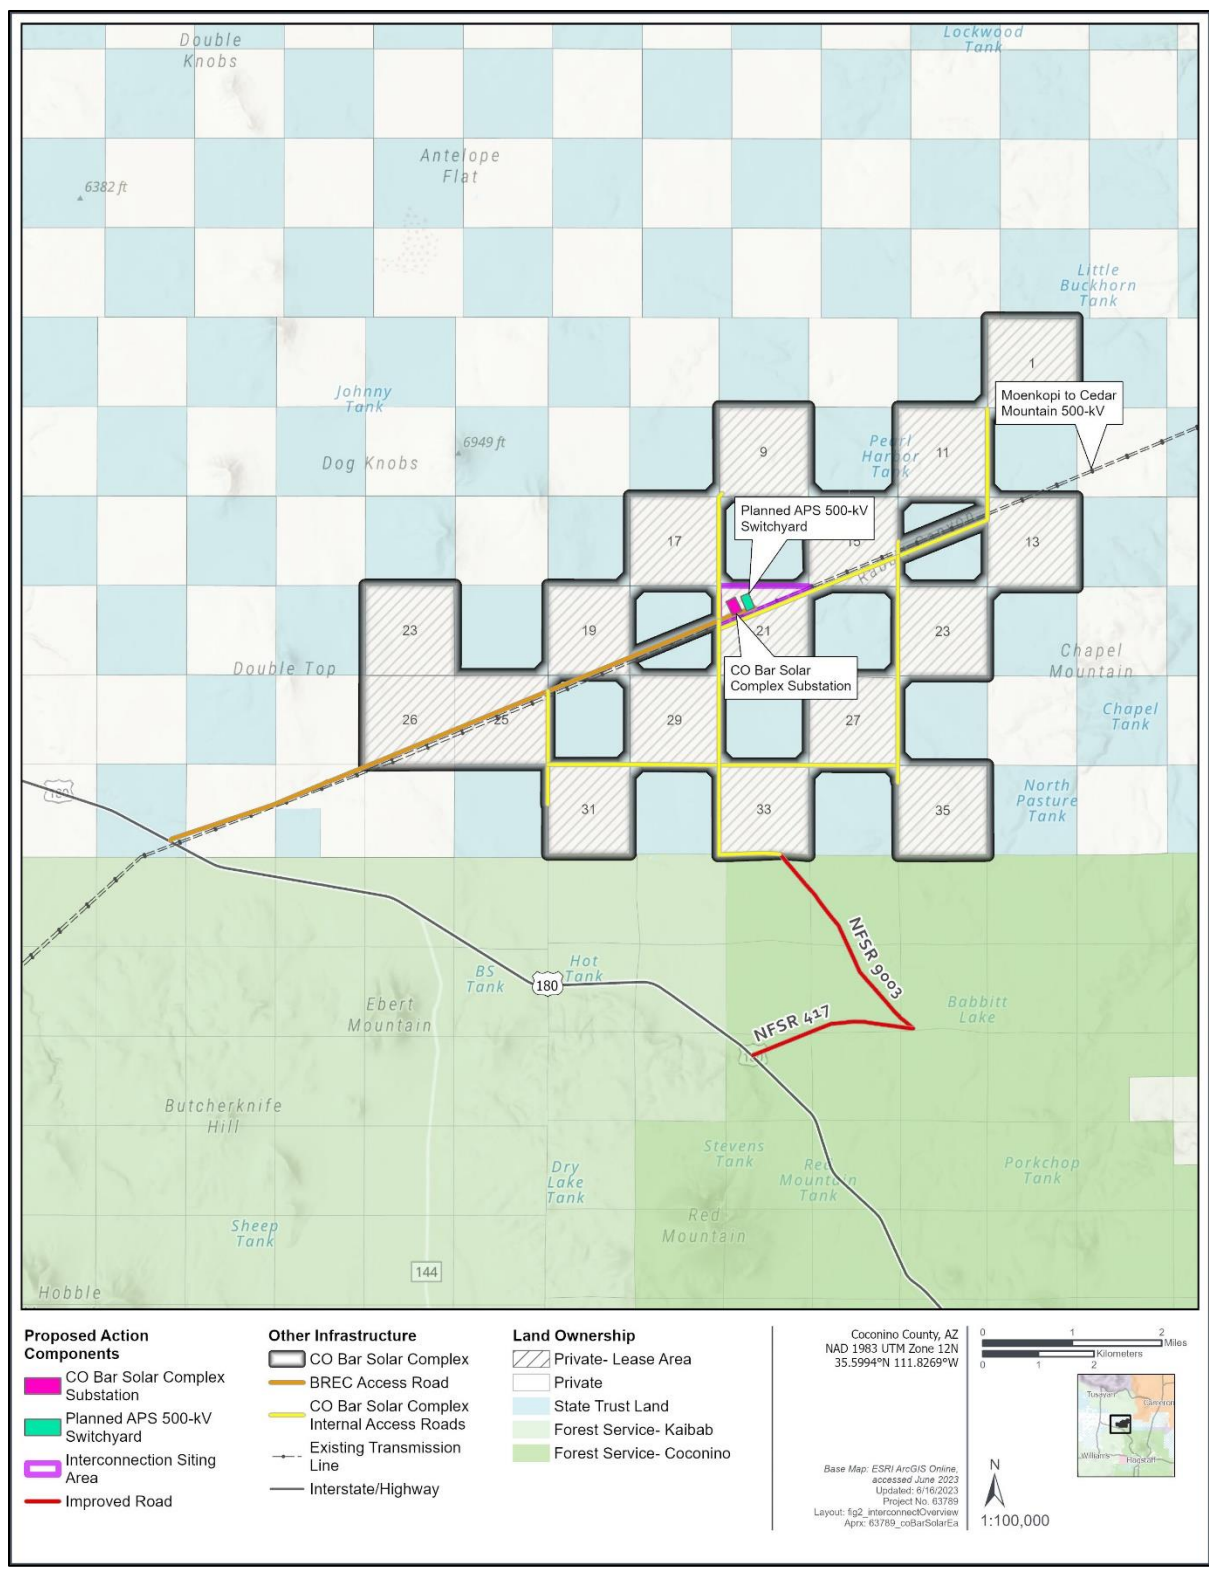 Double
Knobs
Lockwood
Tank
Antelope
Flat
6382 ft
Little
Buckhorn
Tank
1
Johnny
Tank
Moenkopi to Cedar
Mountain 500-kV
6949 ft
Dog Knobs
9
Pearl
Harbor
Tank
11
Planned APS 500-kV
Switchyard
17
15
13
23
19
21
23
Double Top
Chapel
Mountain
CO Bar Solar
Complex Substation
26
25
29
27
Chapel
Tank
180
31
33
35
North
Pasture
Tank
NFSR 9003
BS
Tank
Hot
Tank
180
Ebert
Mountain
Babbitt
Lake
NFSR 417
180
Butcherknife
Hill
Stevens
Tank
Dry
Lake
Tank
Red
Mountain
Tank
Porkchop
Tank
Sheep
Tank
Red
Mountain
144
Hobble
Proposed Action
Components
CO Bar Solar Complex
Substation
Planned APS 500-kV
Switchyard
Interconnection Siting
Area
Improved Road
Other Infrastructure
CO Bar Solar Complex
BREC Access Road
CO Bar Solar Complex
Internal Access Roads
Existing Transmission
Line
Interstate/Highway
Land Ownership
Private- Lease Area
Private
State Trust Land
Forest Service- Kaibab
Forest Service- Coconino
Coconino County, AZ
NAD 1983 UTM Zone 12N
35.5994°N 111.8269°W
Base Map: ESRI ArcGIS Online,
accessed June 2023
Updated: 6/16/2023
Project No. 63789
Layout: fig2_interconnectOverview
Aprx: 63789_coBarSolarEa
0 1 2
Miles
Kilometers
0 1 2
Tusayan
Cameron
Williams
Flagstaff
N
1:100,000